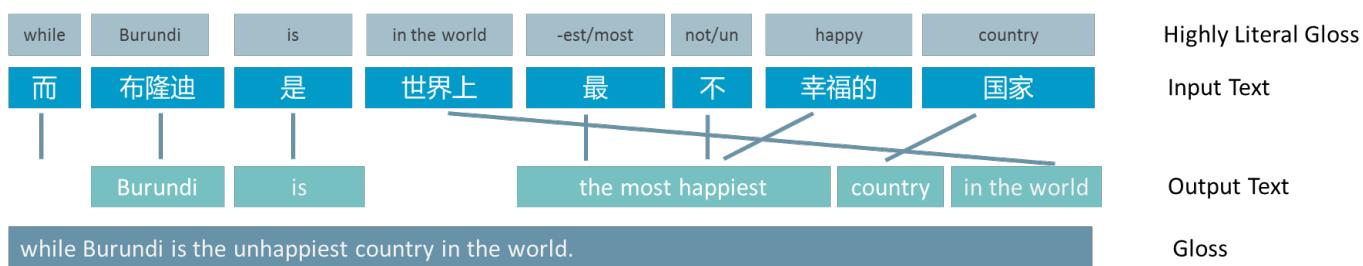 while Burundi is in the world -est/most not/un happy country Highly Literal Gloss
而 布隆迪 是 世界上 最 不 幸福的 国家 Input Text
Burundi is the most happiest country in the world Output Text
while Burundi is the unhappiest country in the world. Gloss